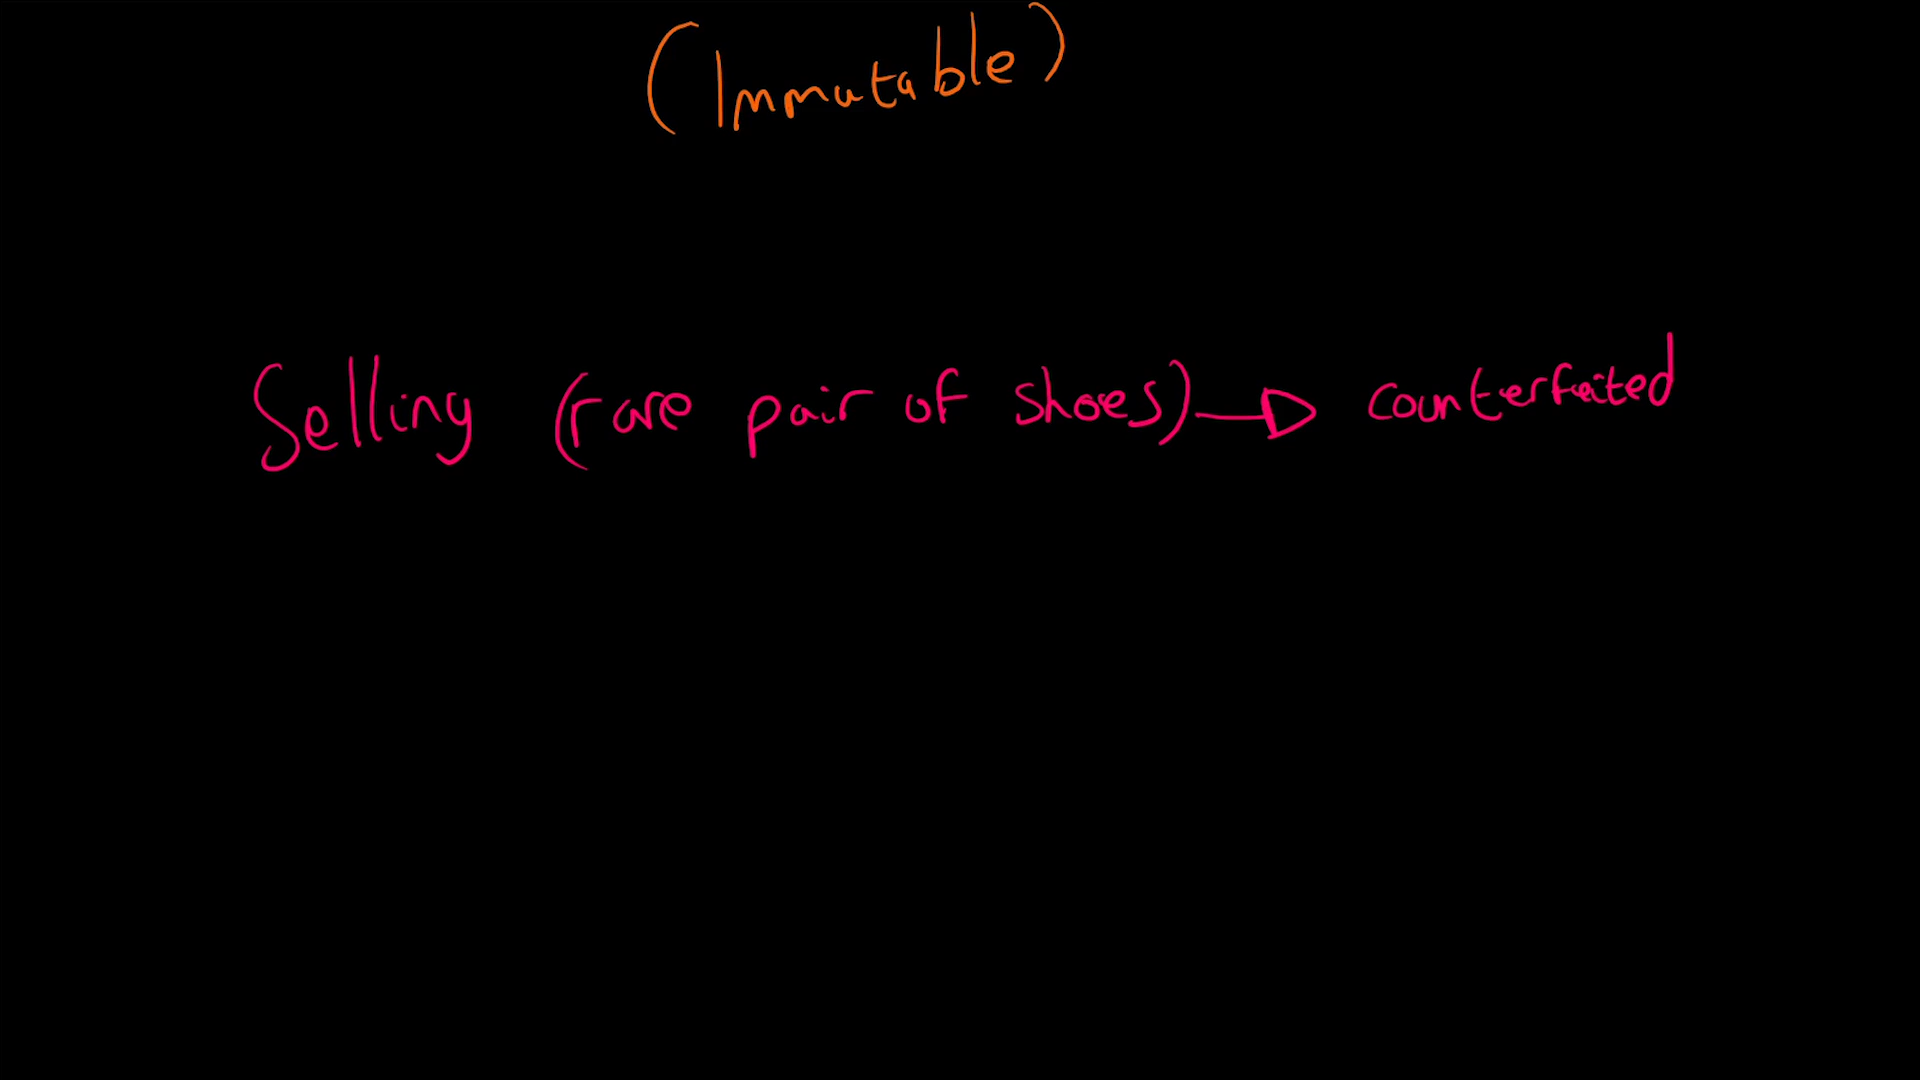 (Immutable)
Selling (rare pair of shoes) → counterfeited